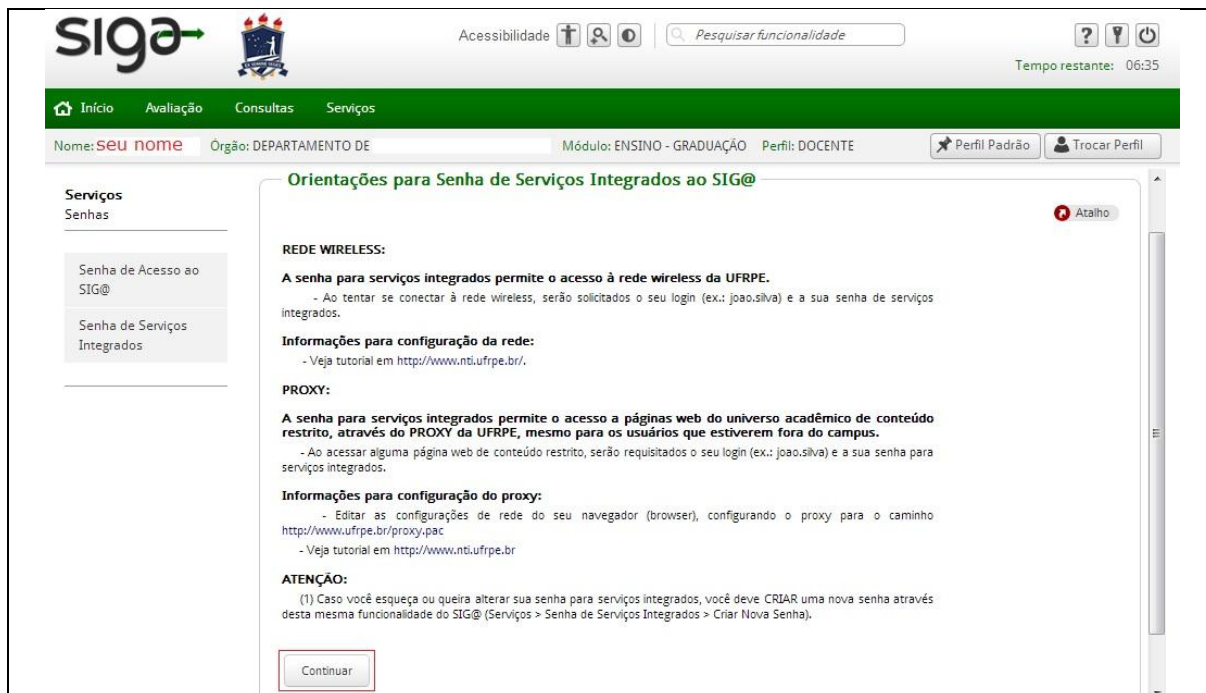 SIG@
Acessibilidade
Pesquisar funcionalidade
Tempo restante: 06:35
Início Avaliação Consultas Serviços
Nome: seu nome Órgão: DEPARTAMENTO DE Módulo: ENSINO - GRADUAÇÃO Perfil: DOCENTE Perfil Padrão Trocar Perfil
Serviços
Senhas
Senha de Acesso ao
SIG@
Senha de Serviços
Integrados
Orientações para Senha de Serviços Integrados ao SIG@
Atalho
REDE WIRELESS:
A senha para serviços integrados permite o acesso à rede wireless da UFRPE.
- Ao tentar se conectar à rede wireless, serão solicitados o seu login (ex.: joao.silva) e a sua senha de serviços
integrados.
Informações para configuração da rede:
- Veja tutorial em http://www.nti.ufrpe.br/.
PROXY:
A senha para serviços integrados permite o acesso a páginas web do universo acadêmico de conteúdo
restrito, através do PROXY da UFRPE, mesmo para os usuários que estiverem fora do campus.
- Ao acessar alguma página web de conteúdo restrito, serão requisitados o seu login (ex.: joao.silva) e a sua senha para
serviços integrados.
Informações para configuração do proxy:
- Editar as configurações de rede do seu navegador (browser), configurando o proxy para o caminho
http://www.ufrpe.br/proxy.pac
- Veja tutorial em http://www.nti.ufrpe.br
ATENÇÃO:
(1) Caso você esqueça ou queira alterar sua senha para serviços integrados, você deve CRIAR uma nova senha através
desta mesma funcionalidade do SIG@ (Serviços > Senha de Serviços Integrados > Criar Nova Senha).
Continuar